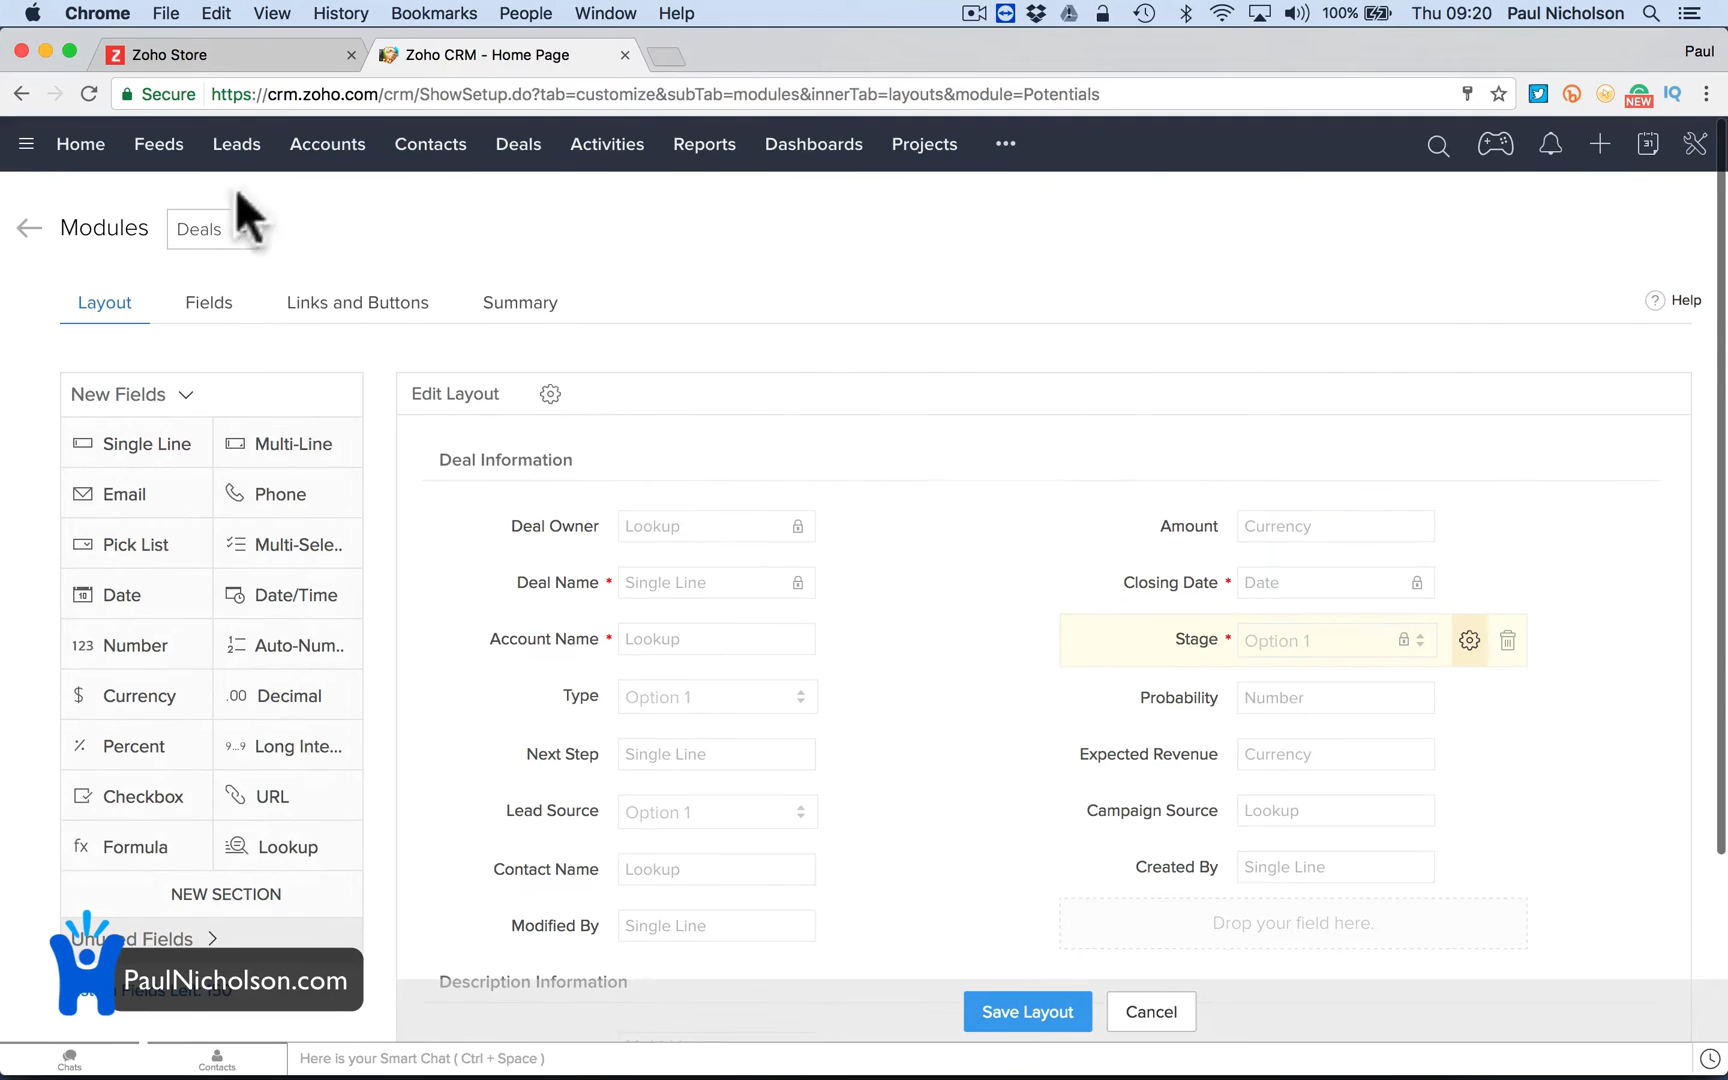 Chrome File Edit View History Bookmarks People Window Help 100% Thu 09:20 Paul Nicholson
Zoho Store Zoho CRM - Home Page Paul
Secure https://crm.zoho.com/crm/ShowSetup.do?tab=customize&subTab=modules&innerTab=layouts&module=Potentials NEW IQ
Home Feeds Leads Accounts Contacts Deals Activities Reports Dashboards Projects ••• 31
Modules Deals
Layout Fields Links and Buttons Summary ? Help
New Fields Edit Layout
Single Line Multi-Line Deal Information
Email Phone Deal Owner Lookup Amount Currency
Pick List Multi-Sele.. Deal Name * Single Line Closing Date * Date
10 Date Date/Time Account Name * Lookup Stage * Option 1
123 Number Auto-Num.. Type Option 1 Probability Number
$ Currency .00 Decimal Next Step Single Line Expected Revenue Currency
Percent 9...9 Long Inte... Lead Source Option 1 Campaign Source Lookup
Checkbox URL Contact Name Lookup Created By Single Line
fx Formula Lookup Modified By Single Line Drop your field here.
NEW SECTION
Fields
PaulNicholson.com
Description Information
Save Layout Cancel
Chats Contacts Here is your Smart Chat ( Ctrl + Space )